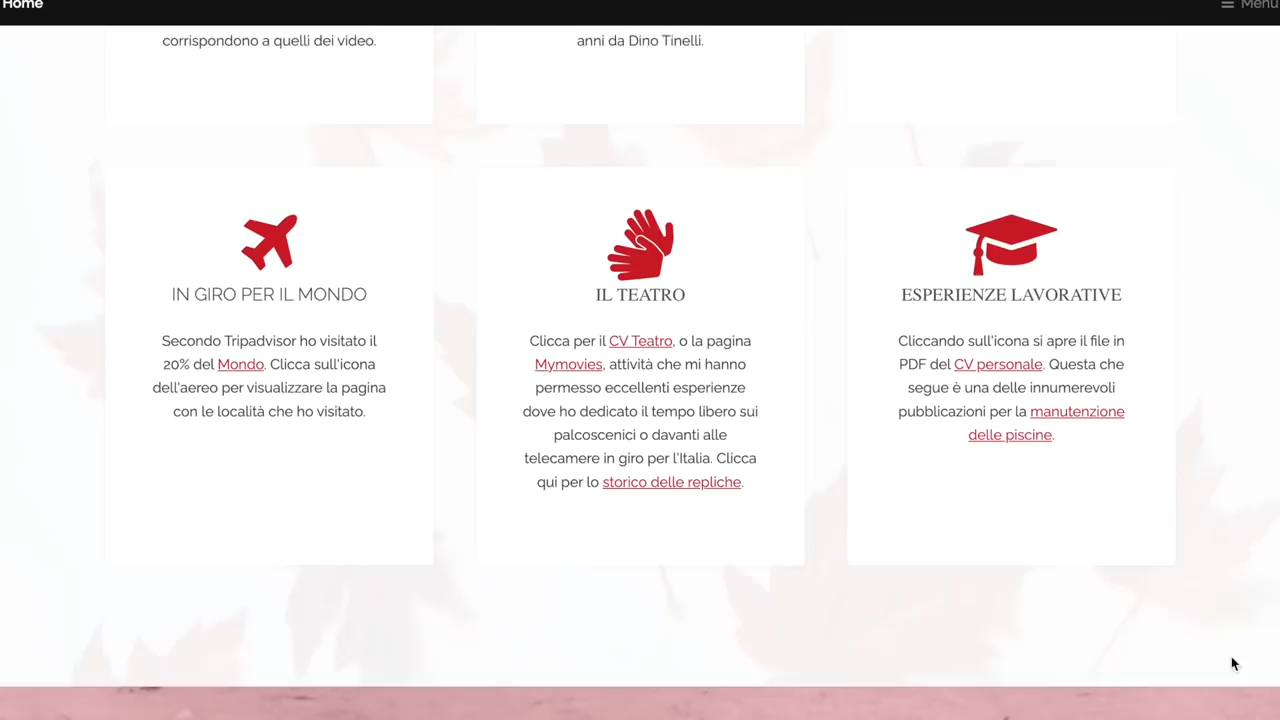 Home
Menu
corrispondono a quelli dei video.
anni da Dino Tinelli.
IN GIRO PER IL MONDO
Secondo Tripadvisor ho visitato il
20% del Mondo. Clicca sull'icona
dell'aereo per visualizzare la pagina
con le località che ho visitato.
IL TEATRO
Clicca per il CV Teatro, o la pagina
Mymovies, attività che mi hanno
permesso eccellenti esperienze
dove ho dedicato il tempo libero sui
palcoscenici o davanti alle
telecamere in giro per l'Italia. Clicca
qui per lo storico delle repliche.
ESPERIENZE LAVORATIVE
Cliccando sull'icona si apre il file in
PDF del CV personale. Questa che
segue è una delle innumerevoli
pubblicazioni per la manutenzione
delle piscine.